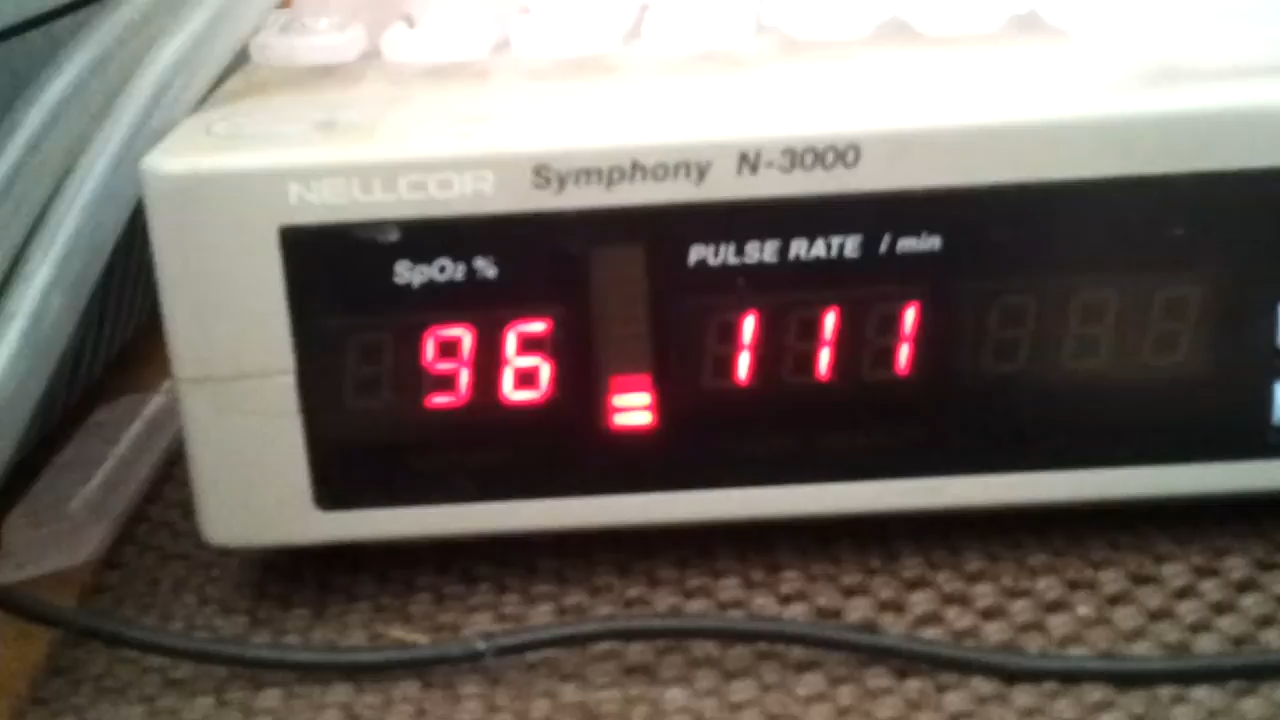 NELLCOR Symphony N-3000
SpO₂ % PULSE RATE / min
96 111